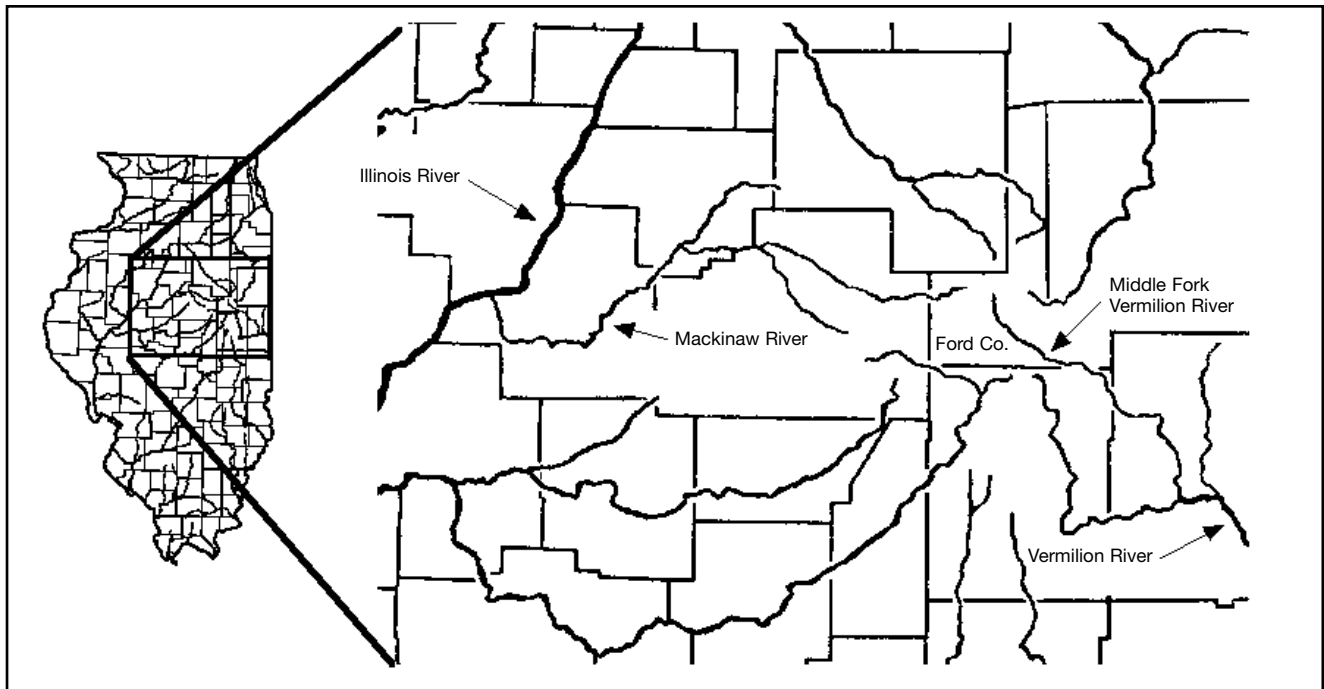 Illinois River
Mackinaw River
Middle Fork
Vermilion River
Ford Co.
Vermilion River